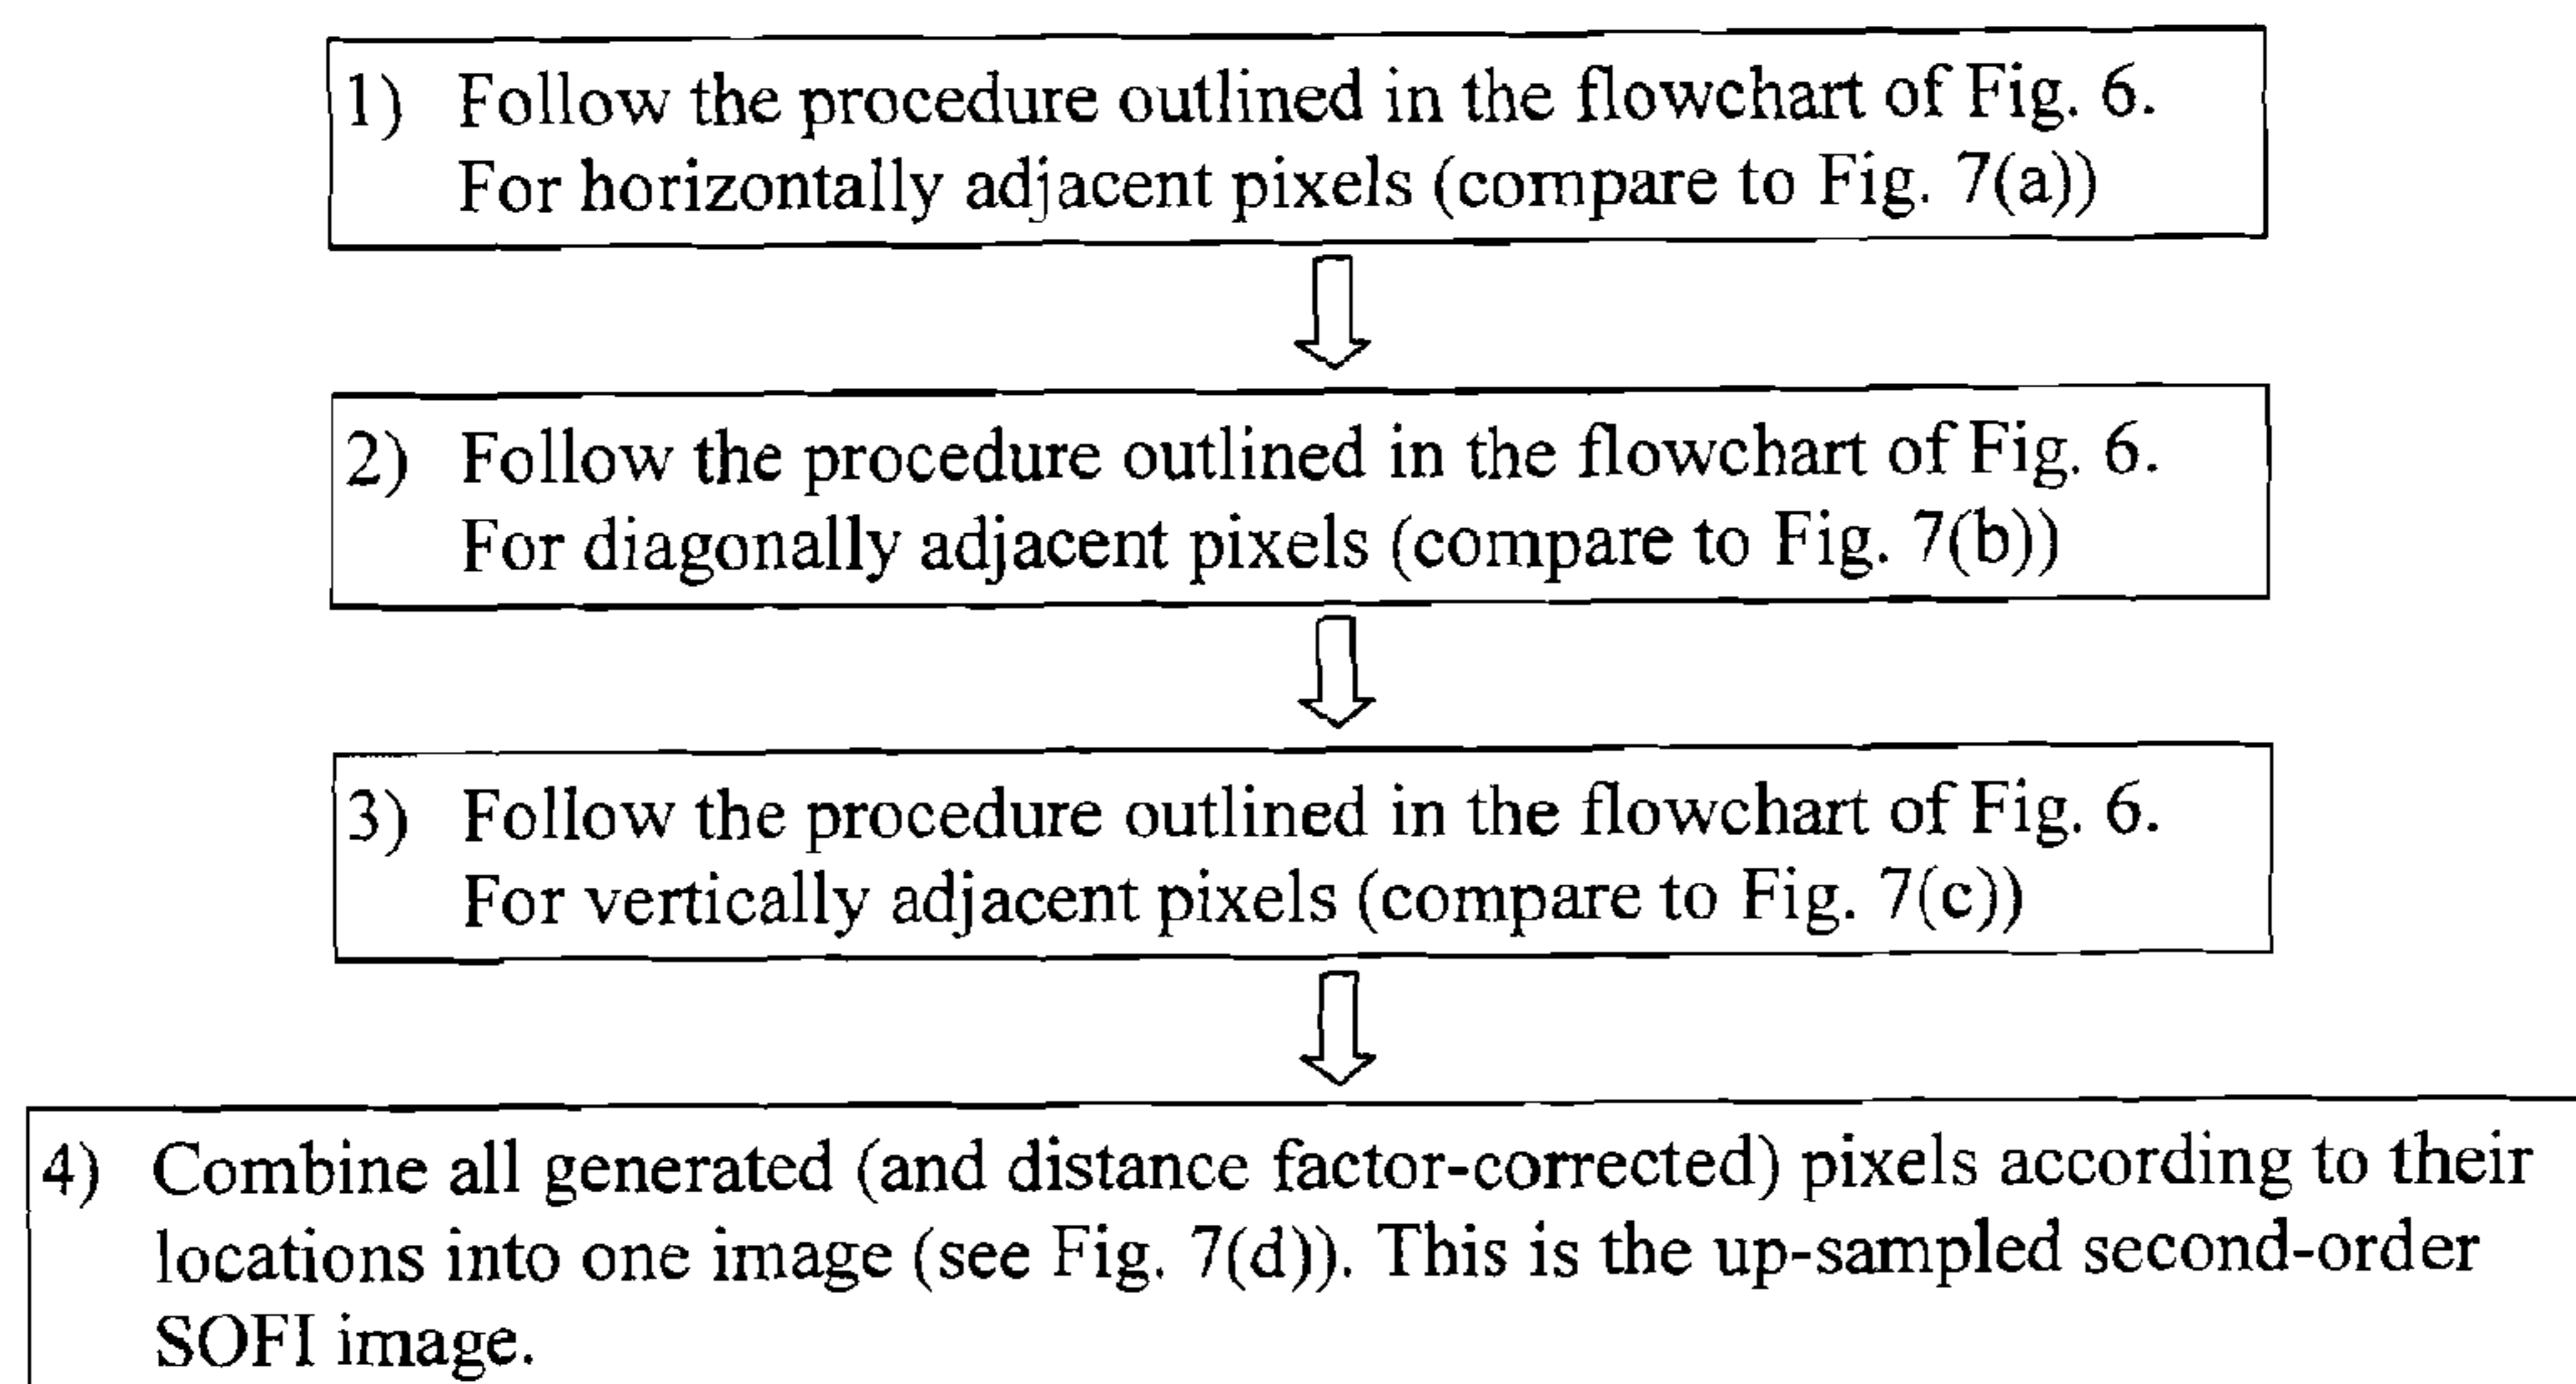 1) Follow the procedure outlined in the flowchart of Fig. 6.
For horizontally adjacent pixels (compare to Fig. 7(a))
2) Follow the procedure outlined in the flowchart of Fig. 6.
For diagonally adjacent pixels (compare to Fig. 7(b))
3) Follow the procedure outlined in the flowchart of Fig. 6.
For vertically adjacent pixels (compare to Fig. 7(c))
4) Combine all generated (and distance factor-corrected) pixels according to their
locations into one image (see Fig. 7(d)). This is the up-sampled second-order
SOFI image.